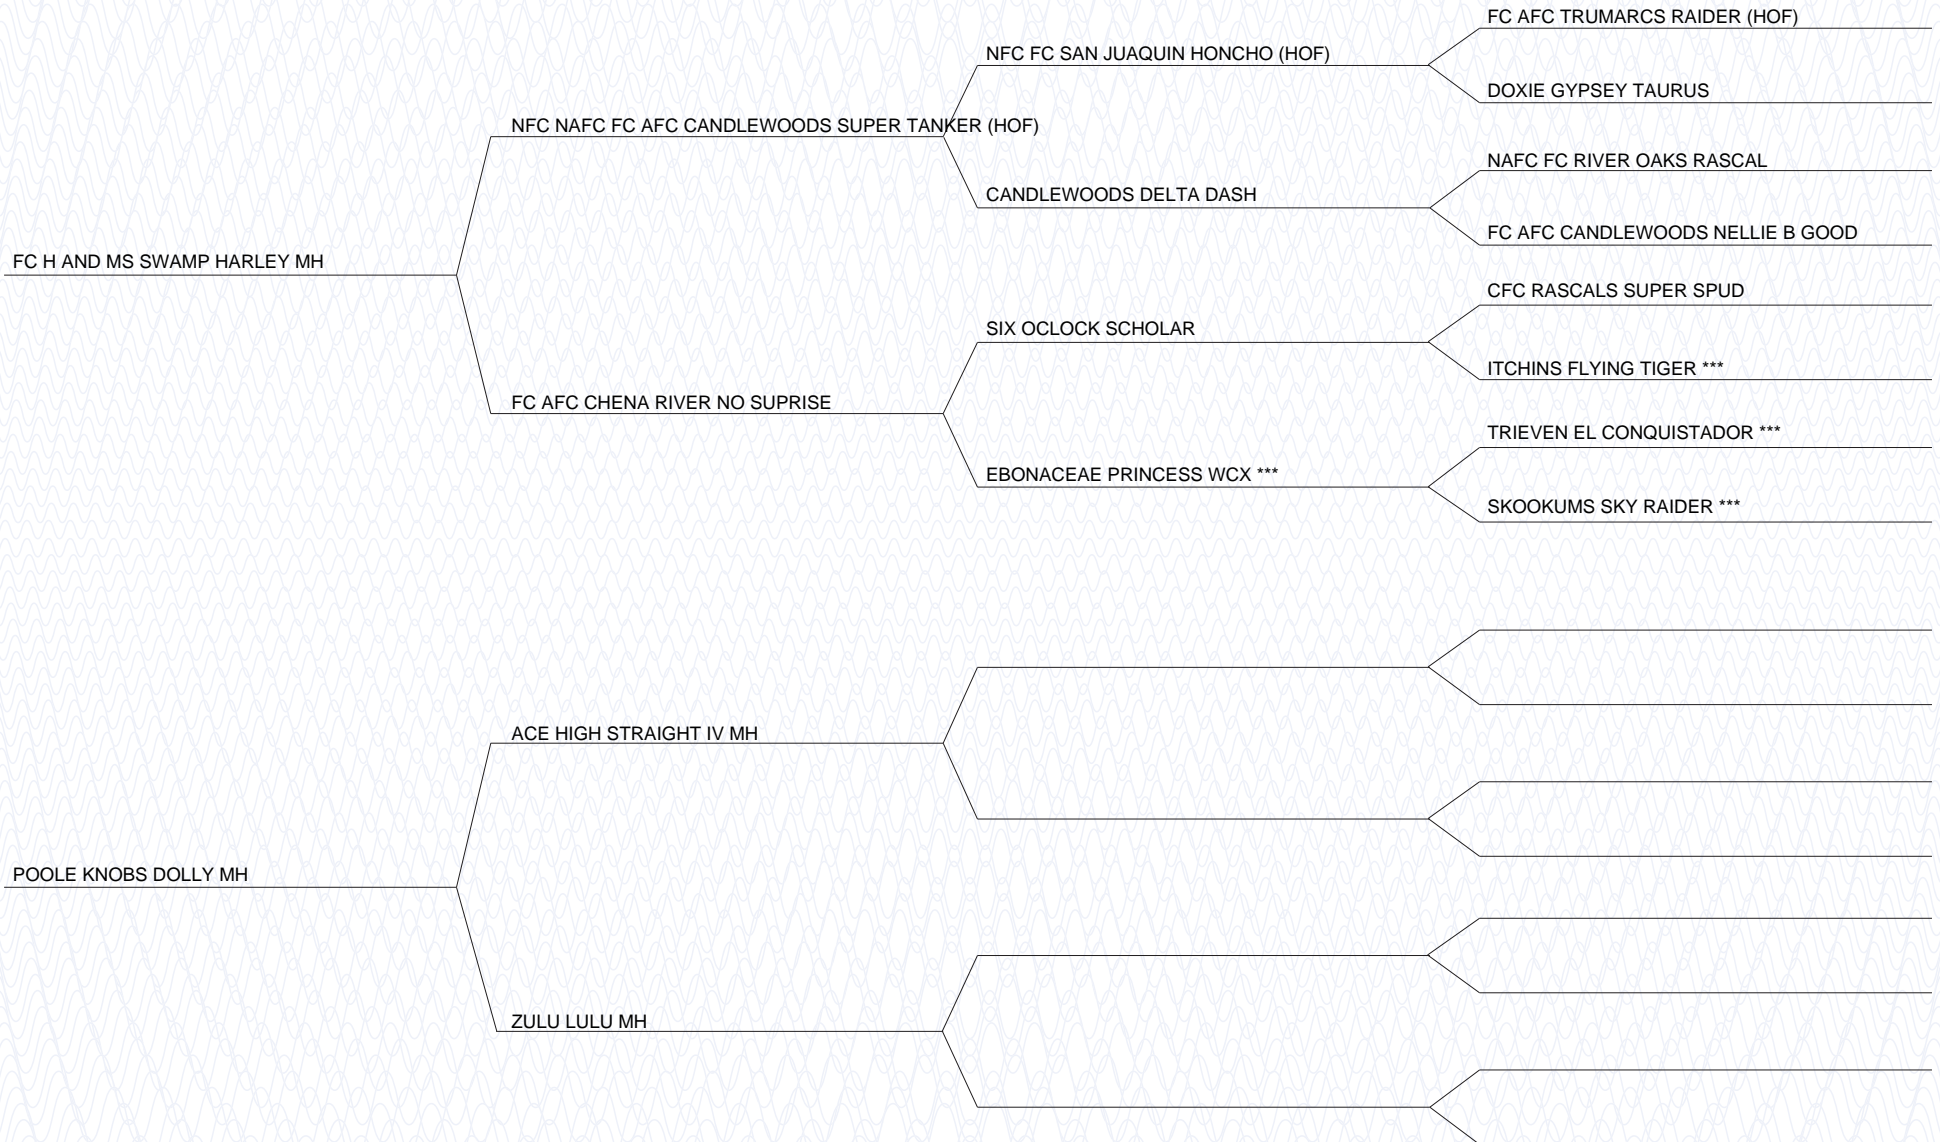 FC AFC TRUMARCS RAIDER (HOF)
NFC FC SAN JUAQUIN HONCHO (HOF)
DOXIE GYPSEY TAURUS
NFC NAFC FC AFC CANDLEWOODS SUPER TANKER (HOF)
NAFC FC RIVER OAKS RASCAL
CANDLEWOODS DELTA DASH
FC AFC CANDLEWOODS NELLIE B GOOD
FC H AND MS SWAMP HARLEY MH
CFC RASCALS SUPER SPUD
SIX OCLOCK SCHOLAR
ITCHINS FLYING TIGER ***
FC AFC CHENA RIVER NO SUPRISE
TRIEVEN EL CONQUISTADOR ***
EBONACEAE PRINCESS WCX ***
SKOOKUMS SKY RAIDER ***
ACE HIGH STRAIGHT IV MH
POOLE KNOBS DOLLY MH
ZULU LULU MH